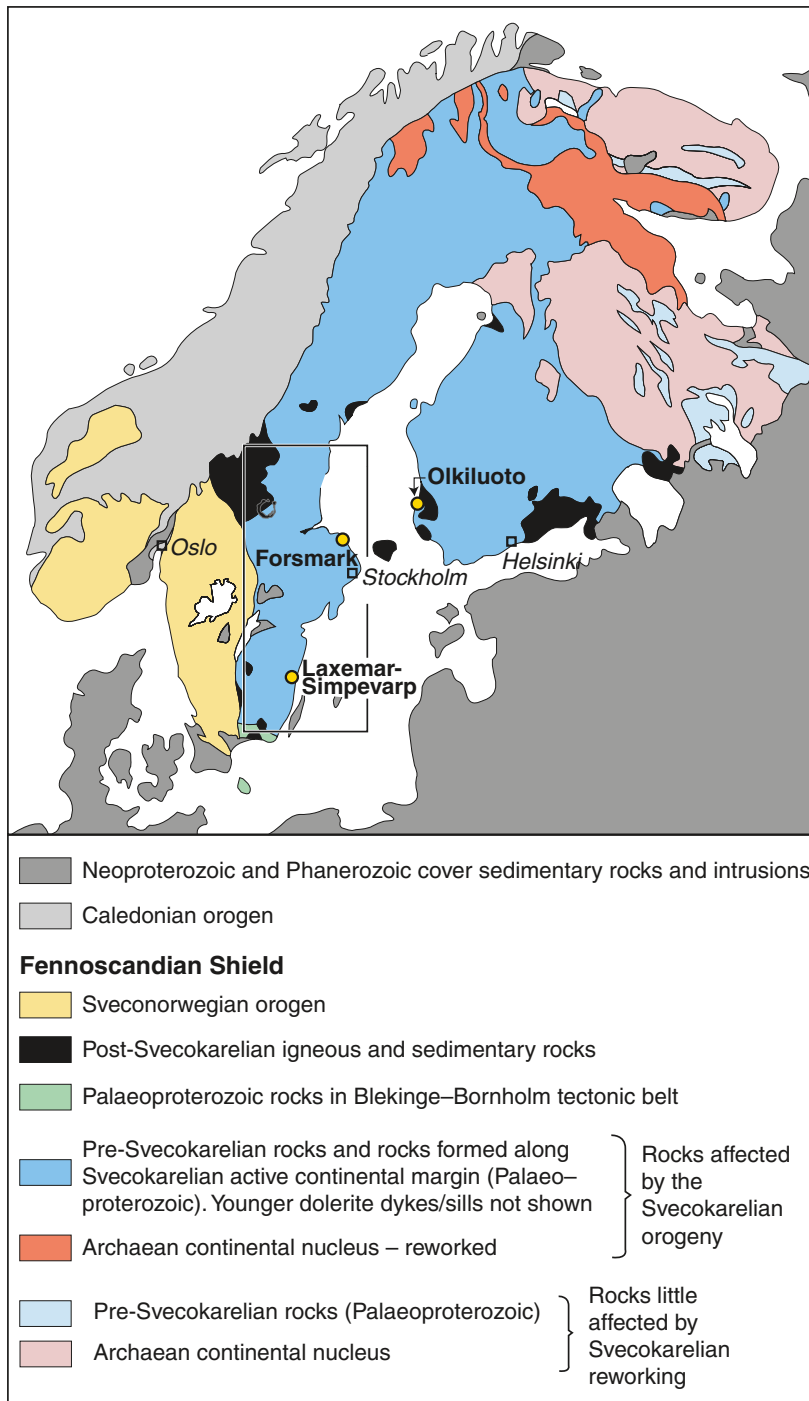 Olkiluoto
Oslo
Forsmark
Stockholm
Helsinki
Laxemar-
Simpevarp
Neoproterozoic and Phanerozoic cover sedimentary rocks and intrusions
Caledonian orogen
Fennoscandian Shield
Sveconorwegian orogen
Post-Svecokarelian igneous and sedimentary rocks
Palaeoproterozoic rocks in Blekinge–Bornholm tectonic belt
Pre-Svecokarelian rocks and rocks formed along
Svecokarelian active continental margin (Palaeo–
proterozoic). Younger dolerite dykes/sills not shown
Archaean continental nucleus – reworked
Rocks affected
by the
Svecokarelian
orogeny
Pre-Svecokarelian rocks (Palaeoproterozoic)
Archaean continental nucleus
Rocks little
affected by
Svecokarelian
reworking